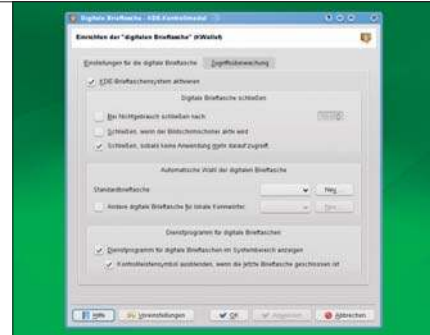 Digitale Brieftasche - KDE-Kontrollmodul
Einrichten der "digitalen Brieftasche" (KWallet)
Einstellungen für die digitale Brieftasche Zugriffsüberwachung
KDE-Brieftaschensystem aktivieren
Digitale Brieftasche schließen
Bei Nichtgebrauch schließen nach
Schließen, wenn der Bildschirmschoner aktiv wird
Schließen, sobald keine Anwendung mehr darauf zugreift
Automatische Wahl der digitalen Brieftasche
Standardbrieftasche Neu...
Andere digitale Brieftasche für lokale Kennwörter: Neu...
Dienstprogramm für digitale Brieftaschen
Dienstprogramm für digitale Brieftaschen im Systembereich anzeigen
Kontrollleistensymbol ausblenden, wenn die letzte Brieftasche geschlossen ist
Hilfe Voreinstellungen OK Anwenden Abbrechen